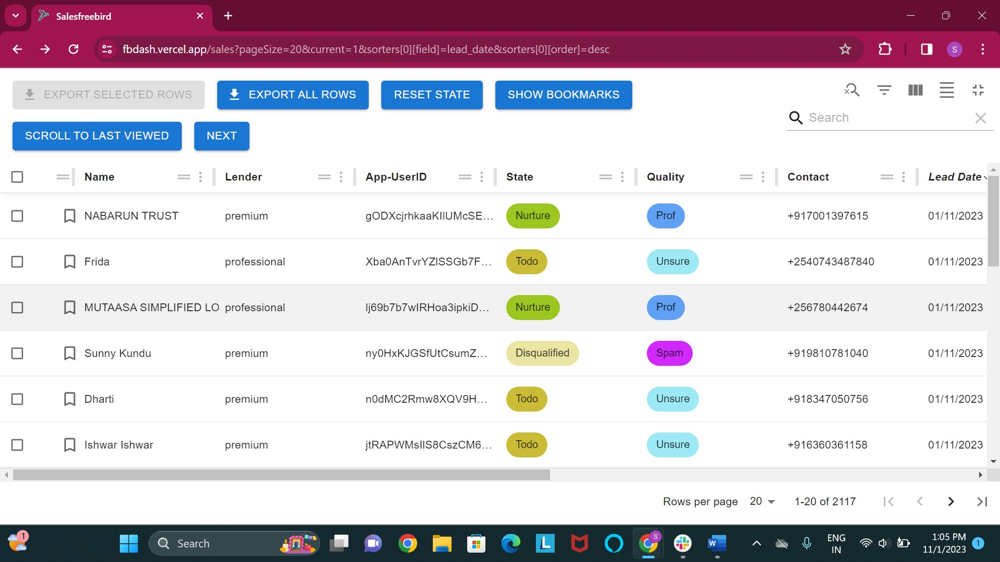 Salesfreebird
fbdash.vercel.app/sales?pageSize=20&current=1&sorters[0][field]=lead_date&sorters[0][order]=desc
S
EXPORT SELECTED ROWS EXPORT ALL ROWS RESET STATE SHOW BOOKMARKS
Search
SCROLL TO LAST VIEWED NEXT
Name Lender App-UserID State Quality Contact Lead Date
NABARUN TRUST premium gODXcjrhkaaKIIUMcSE... Nurture Prof +917001397615 01/11/2023
Frida professional Xba0AnTvrYZISSGb7F... Todo Unsure +2540743487840 01/11/2023
MUTAASA SIMPLIFIED LO professional lj69b7b7wIRHoa3ipkiD... Nurture Prof +256780442674 01/11/2023
Sunny Kundu premium ny0HxKJGSfUtCsumZ... Disqualified Spam +919810781040 01/11/2023
Dharti premium n0dMC2Rmw8XQV9H... Todo Unsure +918347050756 01/11/2023
Ishwar Ishwar premium jtRAPWMsIIS8CszCM6... Todo Unsure +916360361158 01/11/2023
Rows per page 20 1-20 of 2117
1 Search L S W ENG 1:05 PM 1
IN 11/1/2023